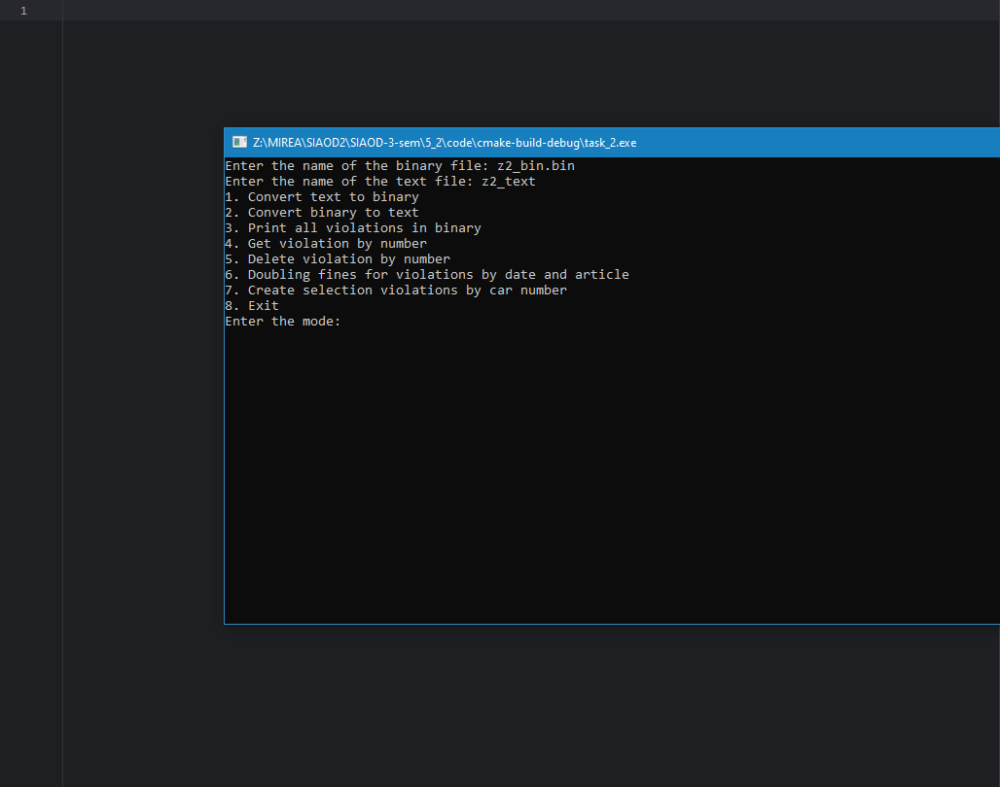 1
Z:\MIREA\SIAOD2\SIAOD-3-sem\5_2\code\cmake-build-debug\task_2.exe
Enter the name of the binary file: z2_bin.bin
Enter the name of the text file: z2_text
1. Convert text to binary
2. Convert binary to text
3. Print all violations in binary
4. Get violation by number
5. Delete violation by number
6. Doubling fines for violations by date and article
7. Create selection violations by car number
8. Exit
Enter the mode: